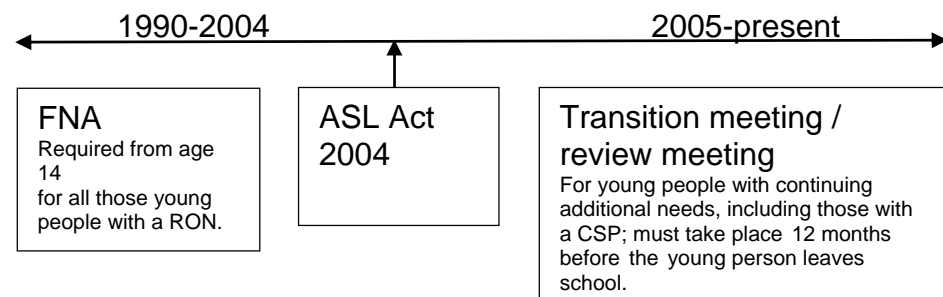 1990-2004
2005-present
FNA
Required from age
14
for all those young
people with a RON.
ASL Act
2004
Transition meeting /
review meeting
For young people with continuing
additional needs, including those with
a CSP; must take place 12 months
before the young person leaves
school.